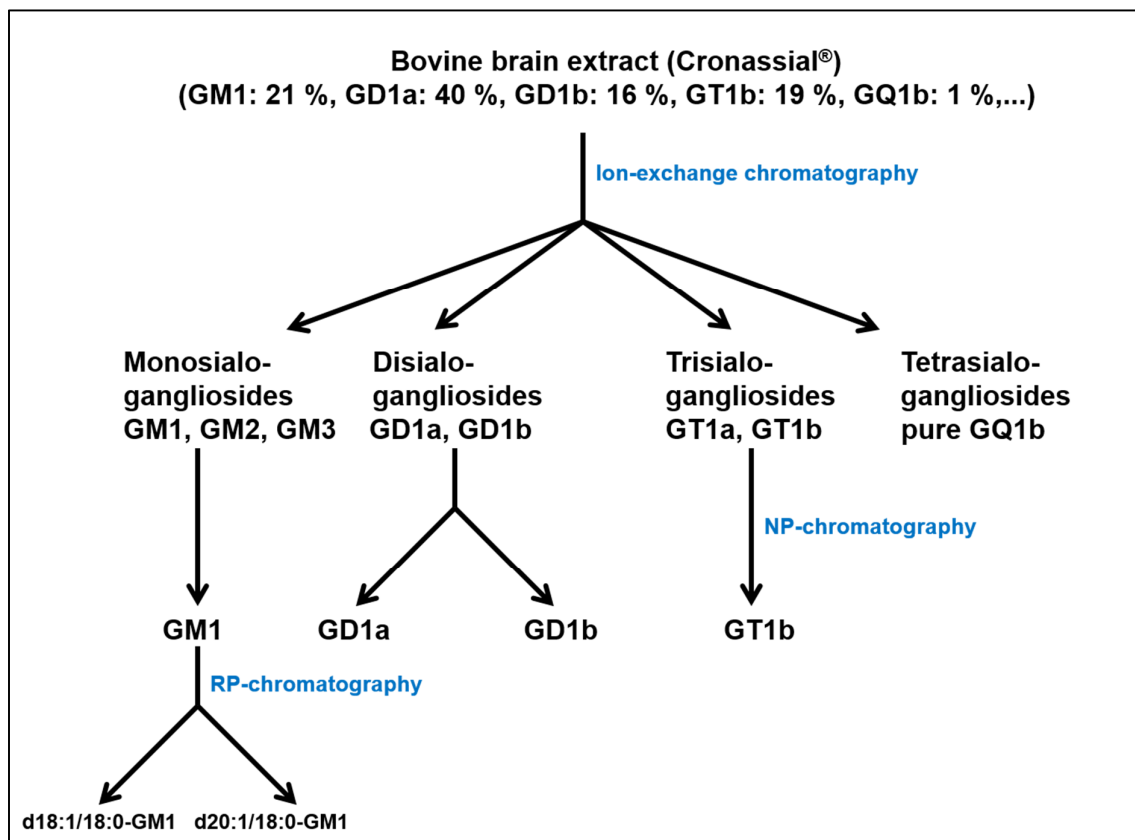 Bovine brain extract (Cronassial®)
(GM1: 21 %, GD1a: 40 %, GD1b: 16 %, GT1b: 19 %, GQ1b: 1 %,...)
Ion-exchange chromatography
Monosialo-
gangliosides
GM1, GM2, GM3
Disialo-
gangliosides
GD1a, GD1b
Trisialo-
gangliosides
GT1a, GT1b
Tetrasialo-
gangliosides
pure GQ1b
NP-chromatography
GM1
GD1a
GD1b
GT1b
RP-chromatography
d18:1/18:0-GM1
d20:1/18:0-GM1